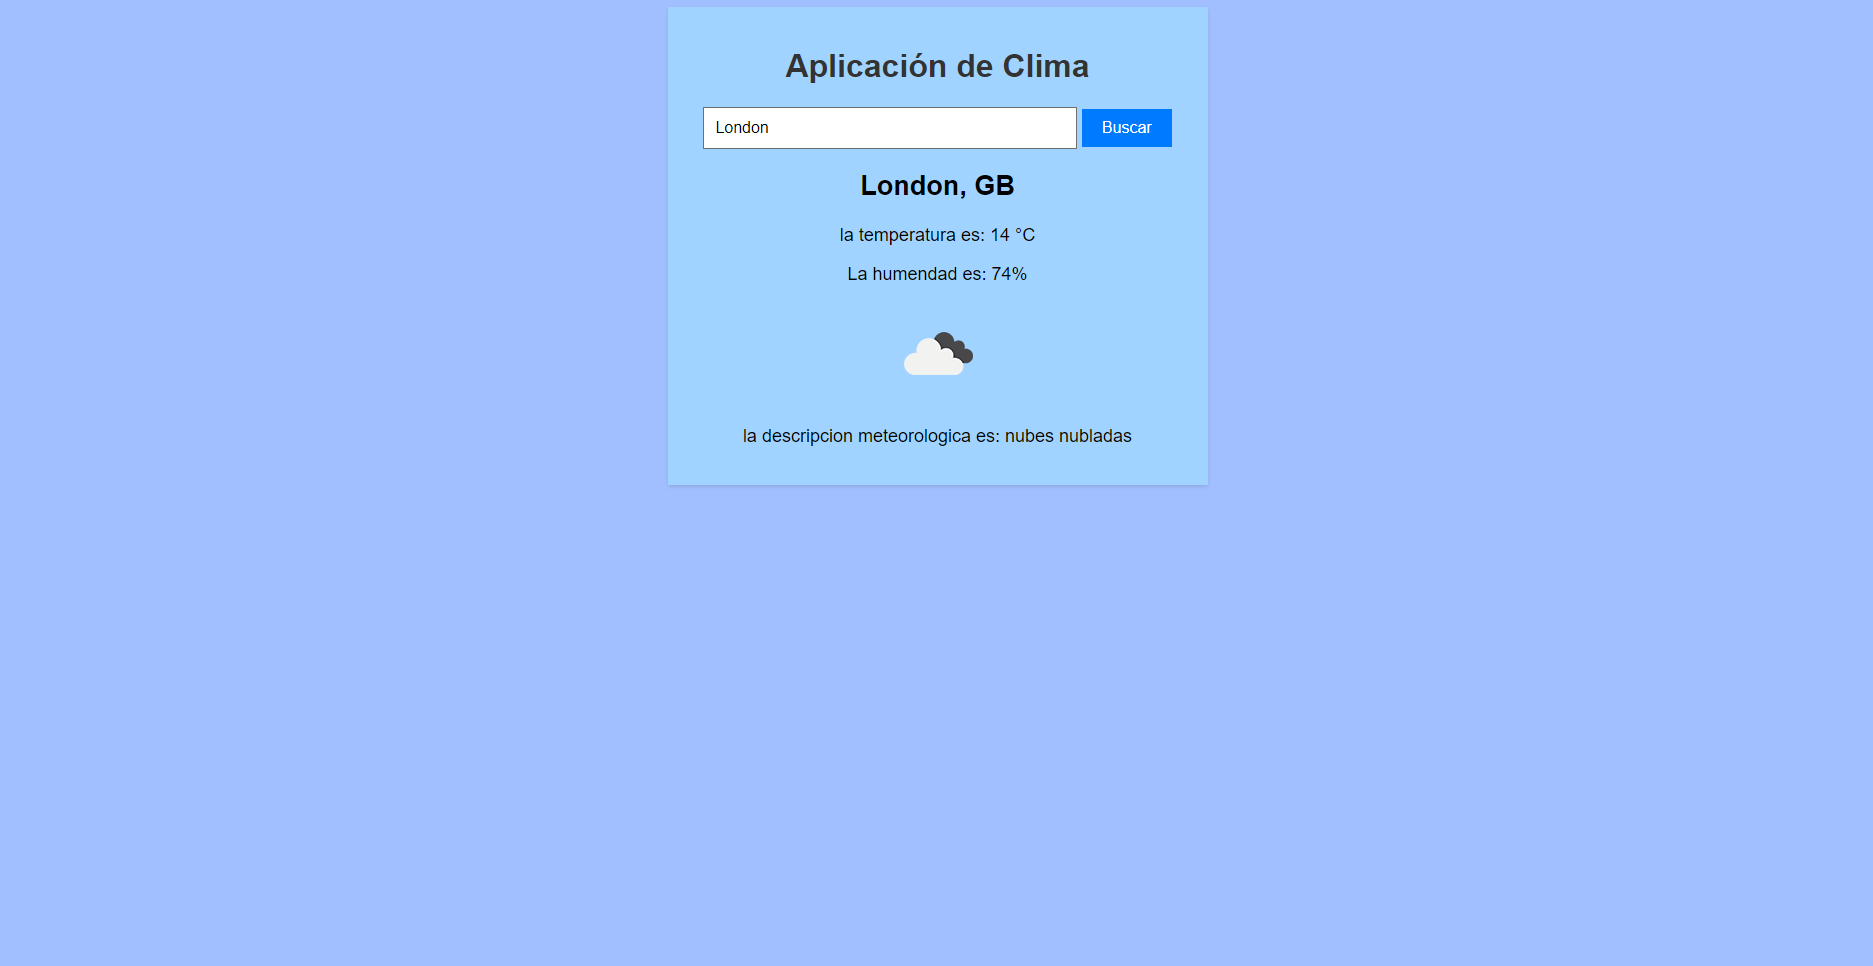 Aplicación de Clima
London Buscar
London, GB
la temperatura es: 14 °C
La humendad es: 74%
la descripcion meteorologica es: nubes nubladas